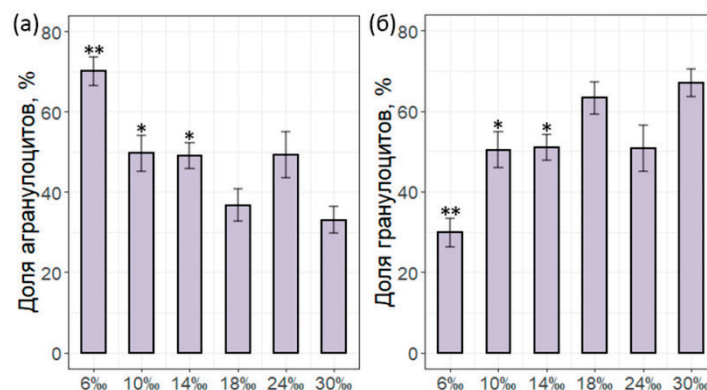 (а)
Доля агранулоцитов, %
80
60
40
20
0
**
*
*
6‰ 10‰ 14‰ 18‰ 24‰ 30‰
(б)
Доля гранулоцитов, %
80
60
40
20
0
**
*
*
6‰ 10‰ 14‰ 18‰ 24‰ 30‰